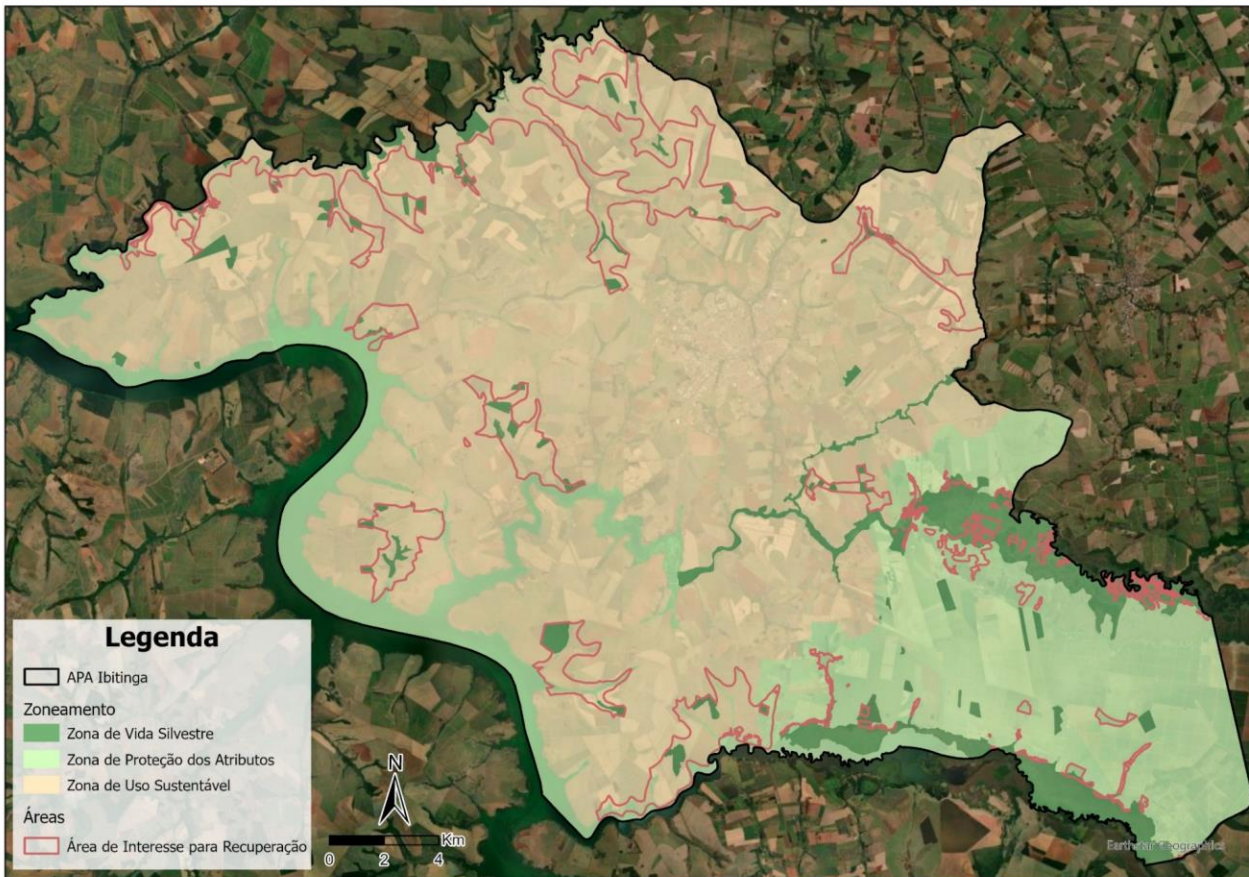 Legenda
APA Ibitinga
Zoneamento
Zona de Vida Silvestre
Zona de Proteção dos Atributos
Zona de Uso Sustentável
Áreas
Área de Interesse para Recuperação
N
Km
0 2 4
Earthstar Geographics